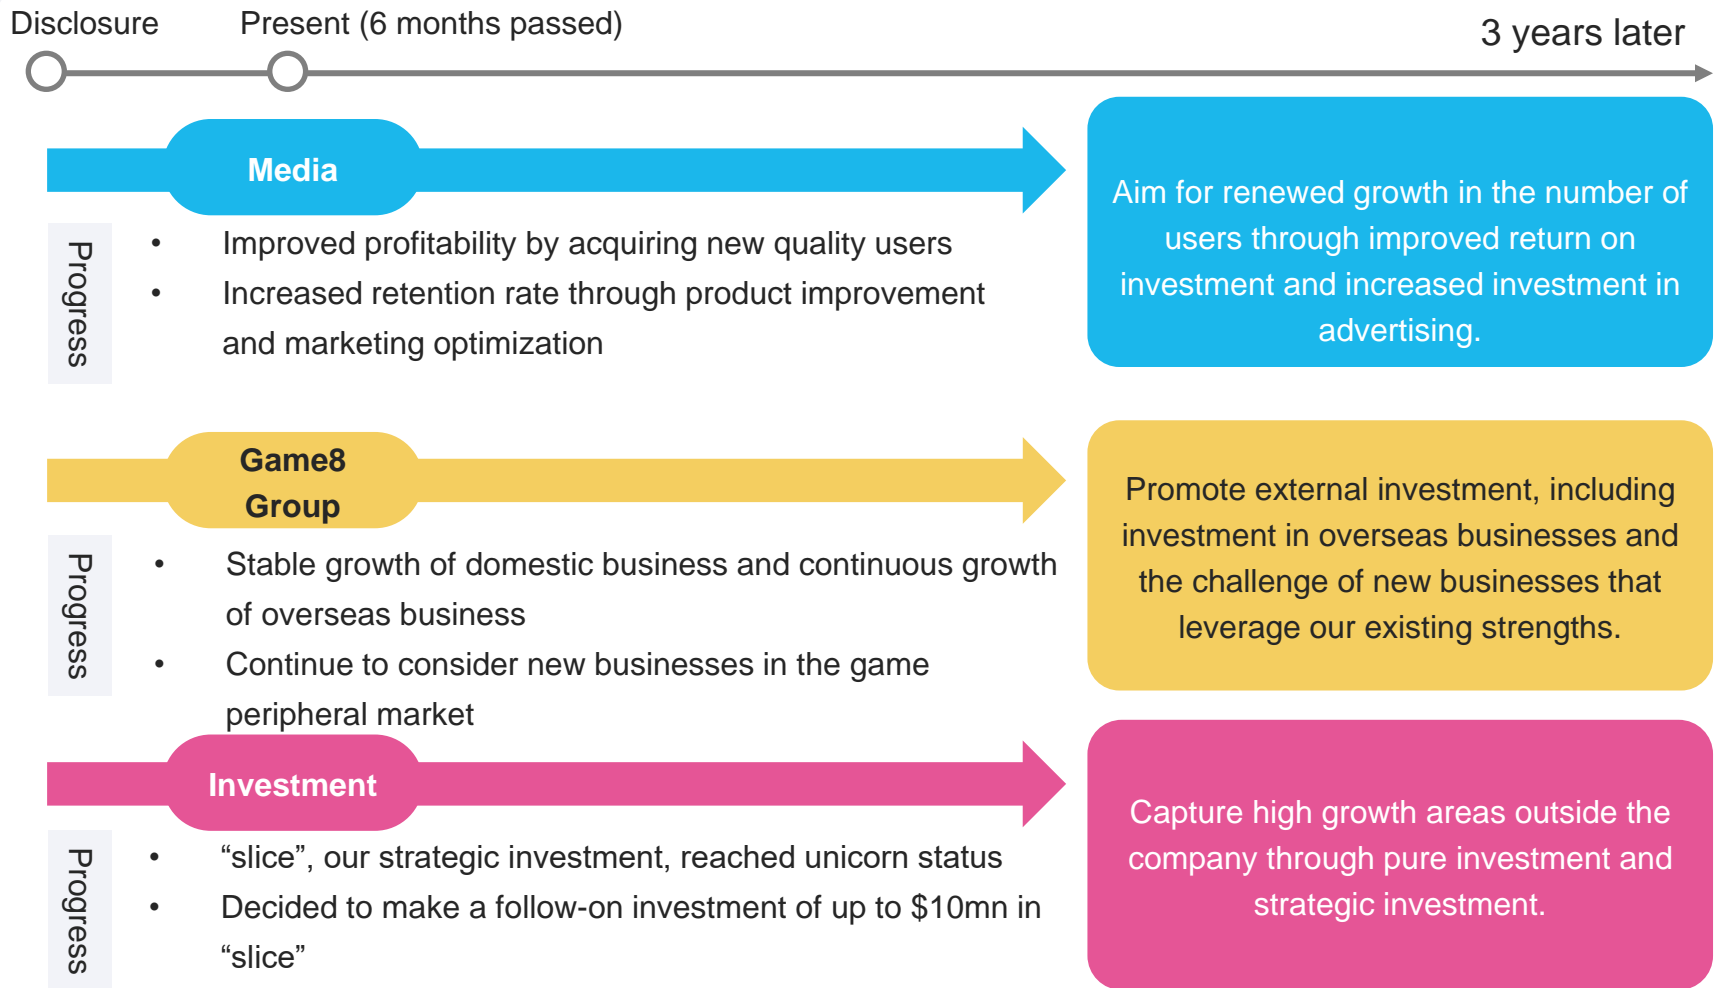 Disclosure
Present (6 months passed)
3 years later
Media
Progress
• Improved profitability by acquiring new quality users
• Increased retention rate through product improvement
and marketing optimization
Aim for renewed growth in the number of
users through improved return on
investment and increased investment in
advertising.
Game8
Group
Progress
• Stable growth of domestic business and continuous growth
of overseas business
• Continue to consider new businesses in the game
peripheral market
Promote external investment, including
investment in overseas businesses and
the challenge of new businesses that
leverage our existing strengths.
Investment
Progress
• “slice”, our strategic investment, reached unicorn status
• Decided to make a follow-on investment of up to $10mn in
“slice”
Capture high growth areas outside the
company through pure investment and
strategic investment.